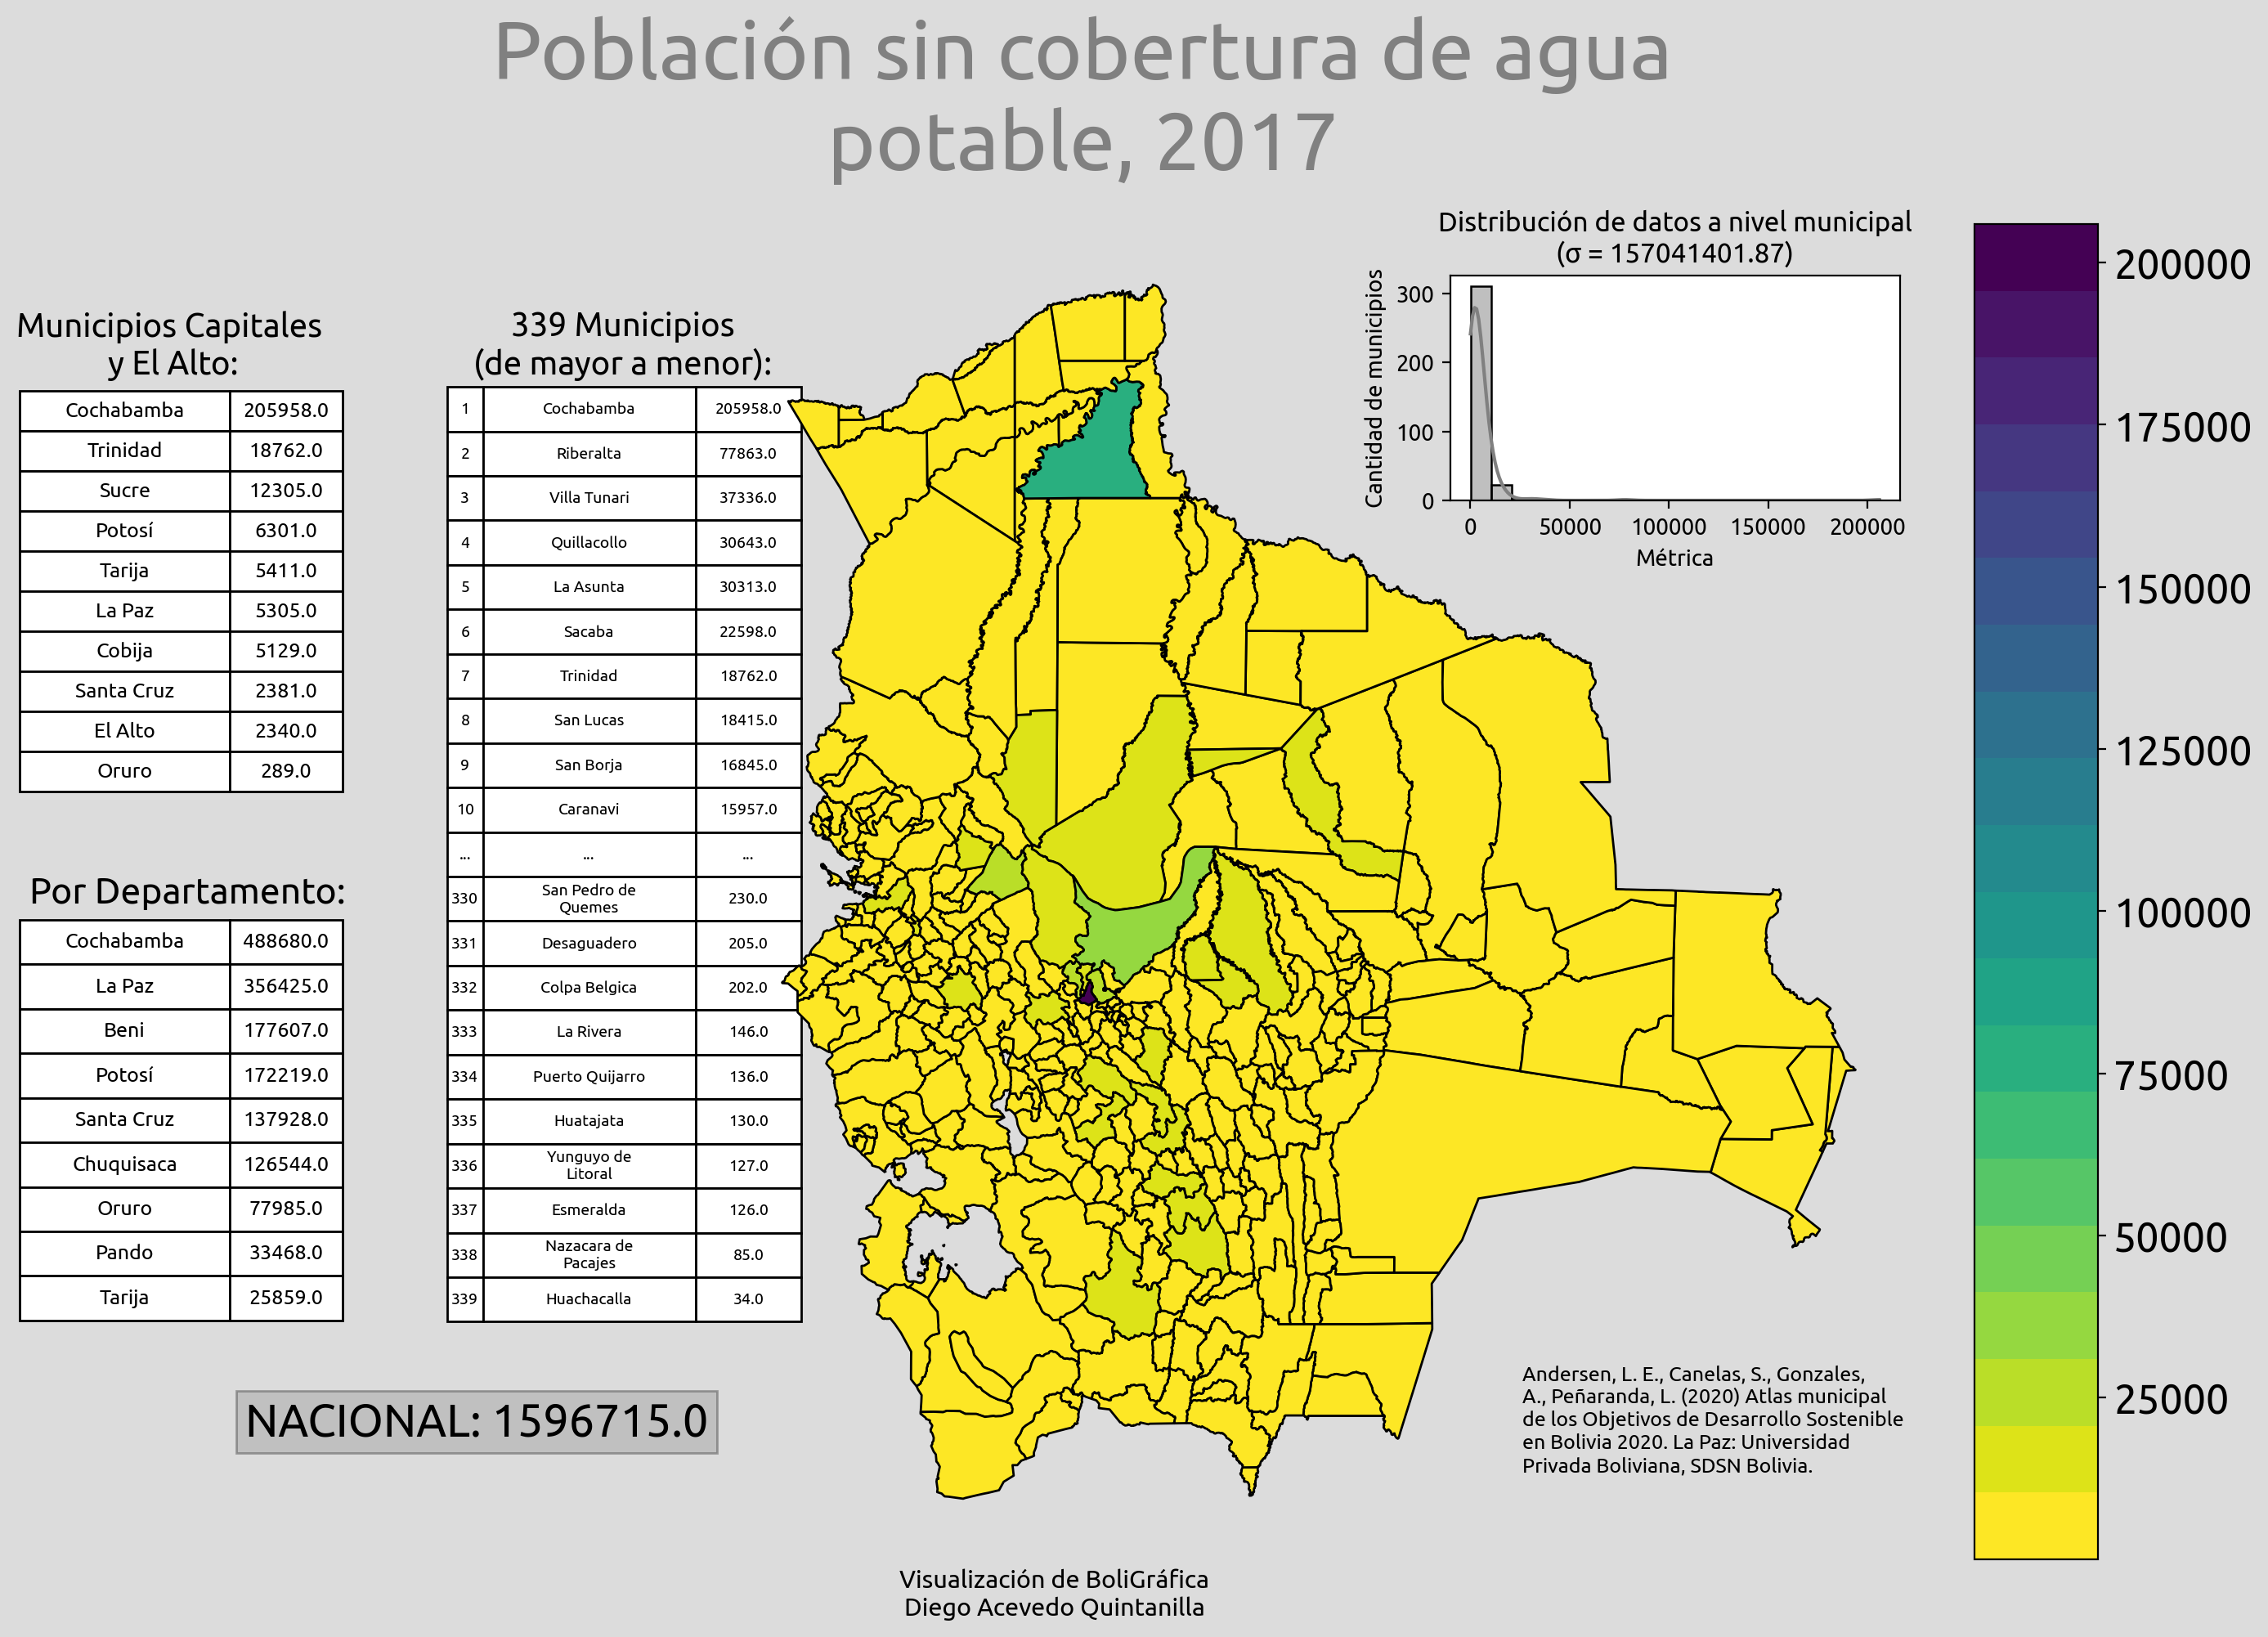 Población sin cobertura de agua
potable, 2017
Municipios Capitales
y El Alto:
Cochabamba 205958.0
Trinidad 18762.0
Sucre 12305.0
Potosí 6301.0
Tarija 5411.0
La Paz 5305.0
Cobija 5129.0
Santa Cruz 2381.0
El Alto 2340.0
Oruro 289.0
Por Departamento:
Cochabamba 488680.0
La Paz 356425.0
Beni 177607.0
Potosí 172219.0
Santa Cruz 137928.0
Chuquisaca 126544.0
Oruro 77985.0
Pando 33468.0
Tarija 25859.0
NACIONAL: 1596715.0
339 Municipios
(de mayor a menor):
1 Cochabamba 205958.0
2 Riberalta 77863.0
3 Villa Tunari 37336.0
4 Quillacollo 30643.0
5 La Asunta 30313.0
6 Sacaba 22598.0
7 Trinidad 18762.0
8 San Lucas 18415.0
9 San Borja 16845.0
10 Caranavi 15957.0
... ... ...
330 San Pedro de
Quemes 230.0
331 Desaguadero 205.0
332 Colpa Belgica 202.0
333 La Rivera 146.0
334 Puerto Quijarro 136.0
335 Huatajata 130.0
336 Yunguyo de
Litoral 127.0
337 Esmeralda 126.0
338 Nazacara de
Pacajes 85.0
339 Huachacalla 34.0
Distribución de datos a nivel municipal
(σ = 157041401.87)
Cantidad de municipios
300
200
100
0
0 50000 100000 150000 200000
Métrica
200000
175000
150000
125000
100000
75000
50000
25000
Andersen, L. E., Canelas, S., Gonzales,
A., Peñaranda, L. (2020) Atlas municipal
de los Objetivos de Desarrollo Sostenible
en Bolivia 2020. La Paz: Universidad
Privada Boliviana, SDSN Bolivia.
Visualización de BoliGráfica
Diego Acevedo Quintanilla